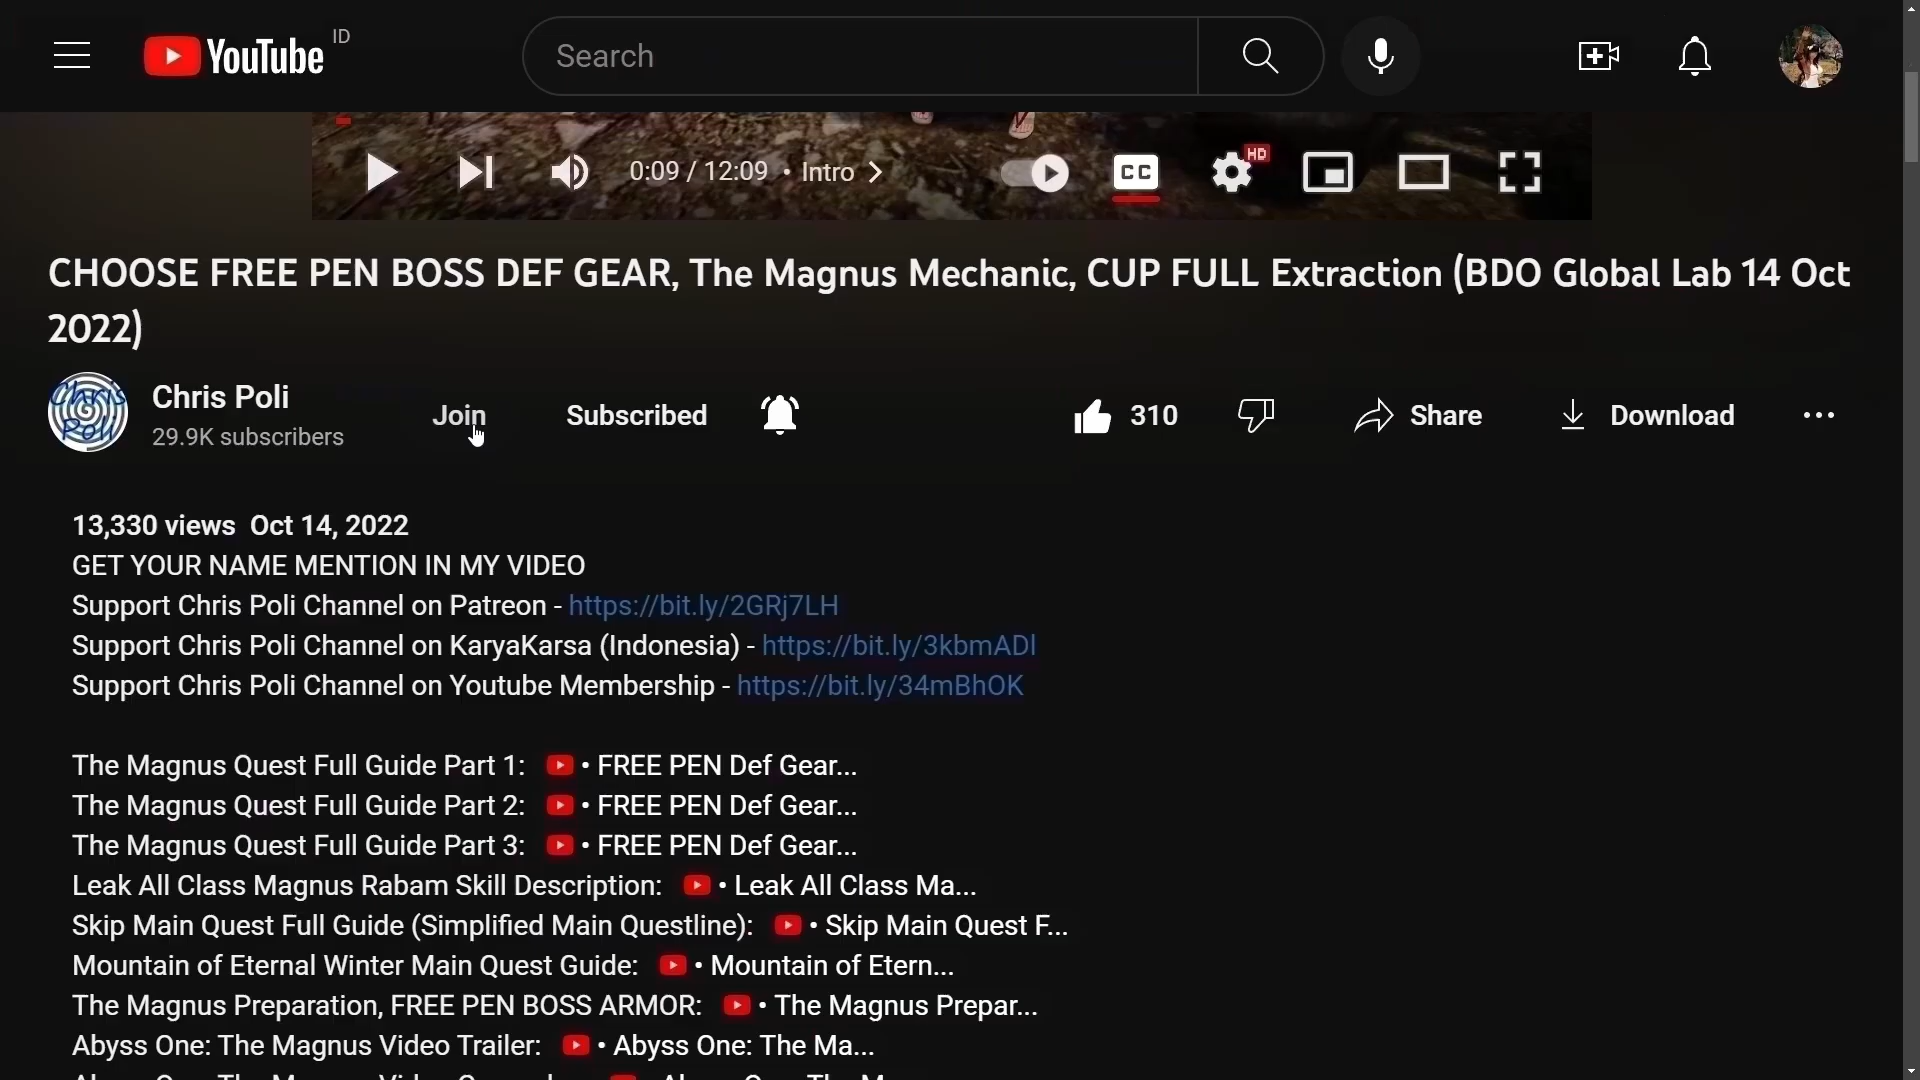 YouTube ID
Search
0:09 / 12:09 • Intro
CC
HD
CHOOSE FREE PEN BOSS DEF GEAR, The Magnus Mechanic, CUP FULL Extraction (BDO Global Lab 14 Oct
2022)
Chris Poli
Chris Poli
29.9K subscribers
Join
Subscribed
310
Share
Download
13,330 views Oct 14, 2022
GET YOUR NAME MENTION IN MY VIDEO
Support Chris Poli Channel on Patreon - https://bit.ly/2GRj7LH
Support Chris Poli Channel on KaryaKarsa (Indonesia) - https://bit.ly/3kbmADl
Support Chris Poli Channel on Youtube Membership - https://bit.ly/34mBhOK
The Magnus Quest Full Guide Part 1: • FREE PEN Def Gear...
The Magnus Quest Full Guide Part 2: • FREE PEN Def Gear...
The Magnus Quest Full Guide Part 3: • FREE PEN Def Gear...
Leak All Class Magnus Rabam Skill Description: • Leak All Class Ma...
Skip Main Quest Full Guide (Simplified Main Questline): • Skip Main Quest F...
Mountain of Eternal Winter Main Quest Guide: • Mountain of Etern...
The Magnus Preparation, FREE PEN BOSS ARMOR: • The Magnus Prepar...
Abyss One: The Magnus Video Trailer: • Abyss One: The Ma...